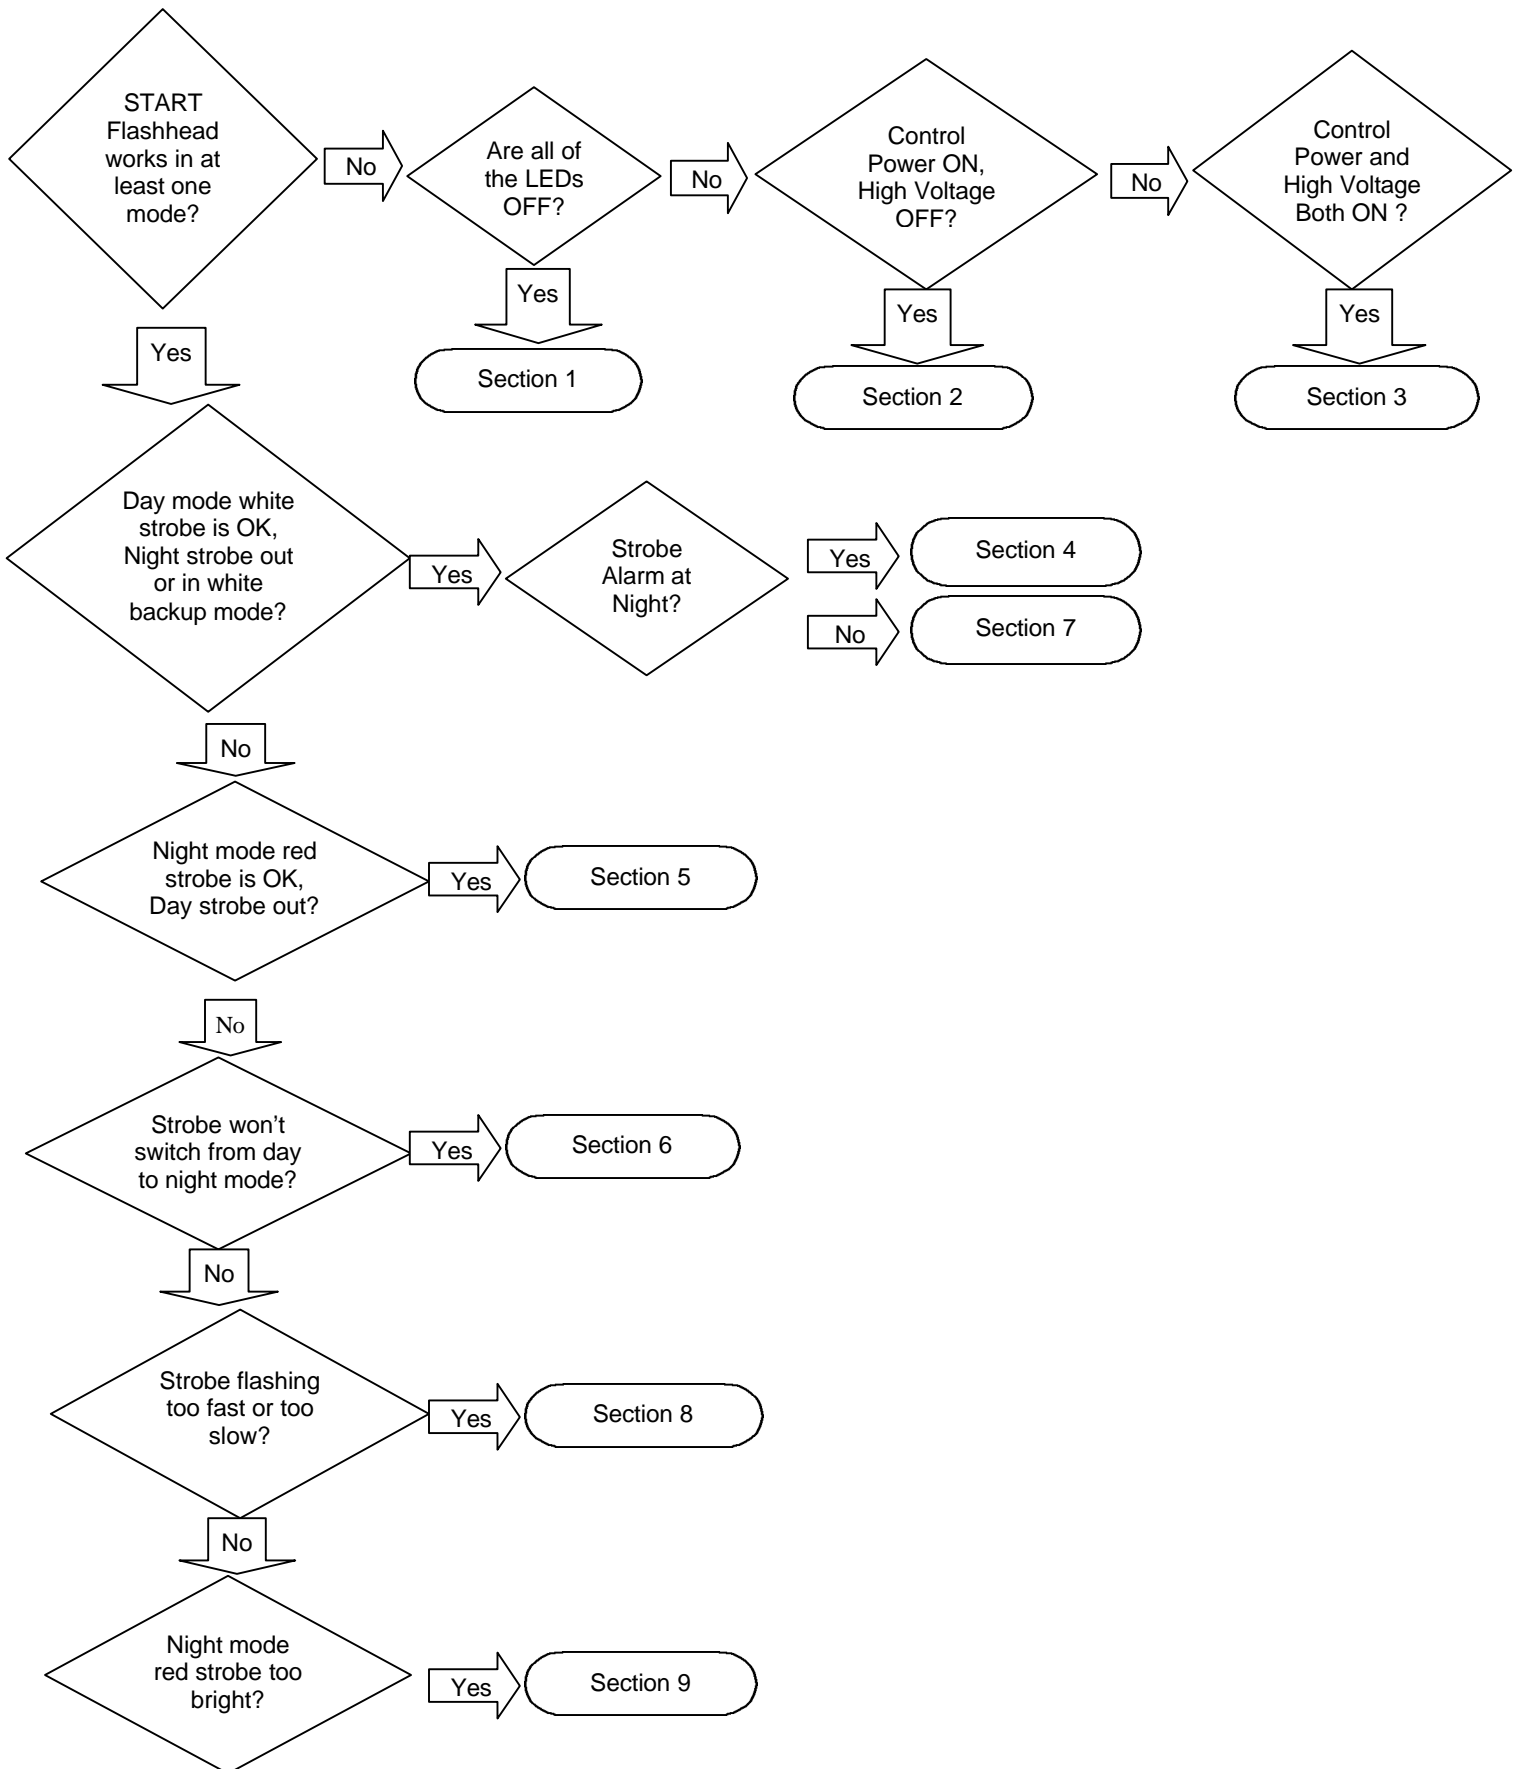 START
Flashhead
works in at
least one
mode?
No
Are all of
the LEDs
OFF?
No
Control
Power ON,
High Voltage
OFF?
No
Control
Power and
High Voltage
Both ON ?
Yes
Yes
Yes
Yes
Section 1
Section 2
Section 3
Day mode white
strobe is OK,
Night strobe out
or in white
backup mode?
Yes
Strobe
Alarm at
Night?
Yes
Section 4
No
Section 7
No
Night mode red
strobe is OK,
Day strobe out?
Yes
Section 5
No
Strobe won’t
switch from day
to night mode?
Yes
Section 6
No
Strobe flashing
too fast or too
slow?
Yes
Section 8
No
Night mode
red strobe too
bright?
Yes
Section 9